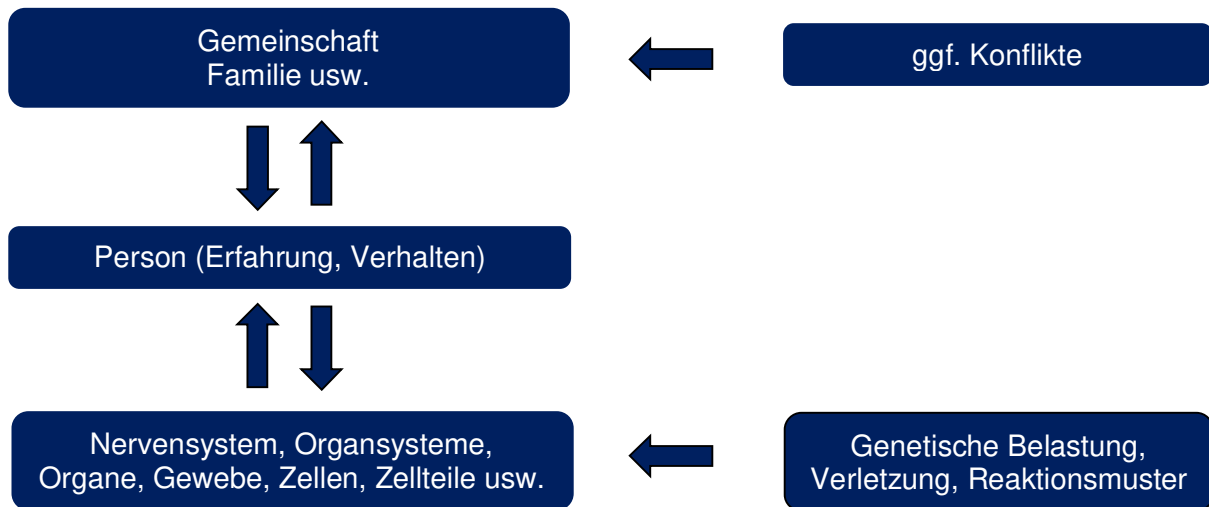 Gemeinschaft
Familie usw.
ggf. Konflikte
Person (Erfahrung, Verhalten)
Nervensystem, Organsysteme,
Organe, Gewebe, Zellen, Zellteile usw.
Genetische Belastung,
Verletzung, Reaktionsmuster